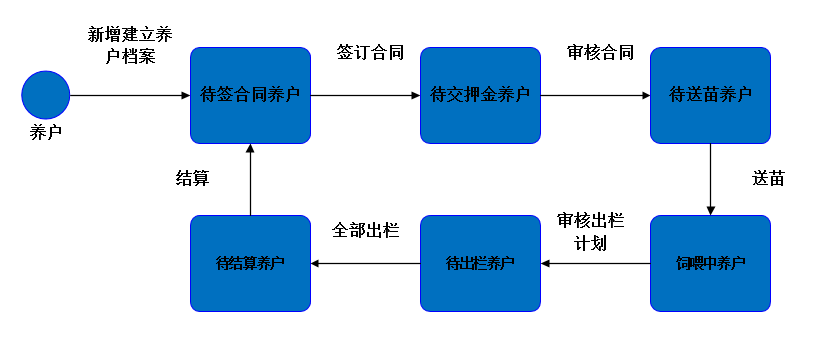 新增建立养
户档案
签订合同
审核合同
养户
待签合同养户
待交押金养户
待送苗养户
结算
送苗
全部出栏
审核出栏
计划
待结算养户
待出栏养户
饲喂中养户